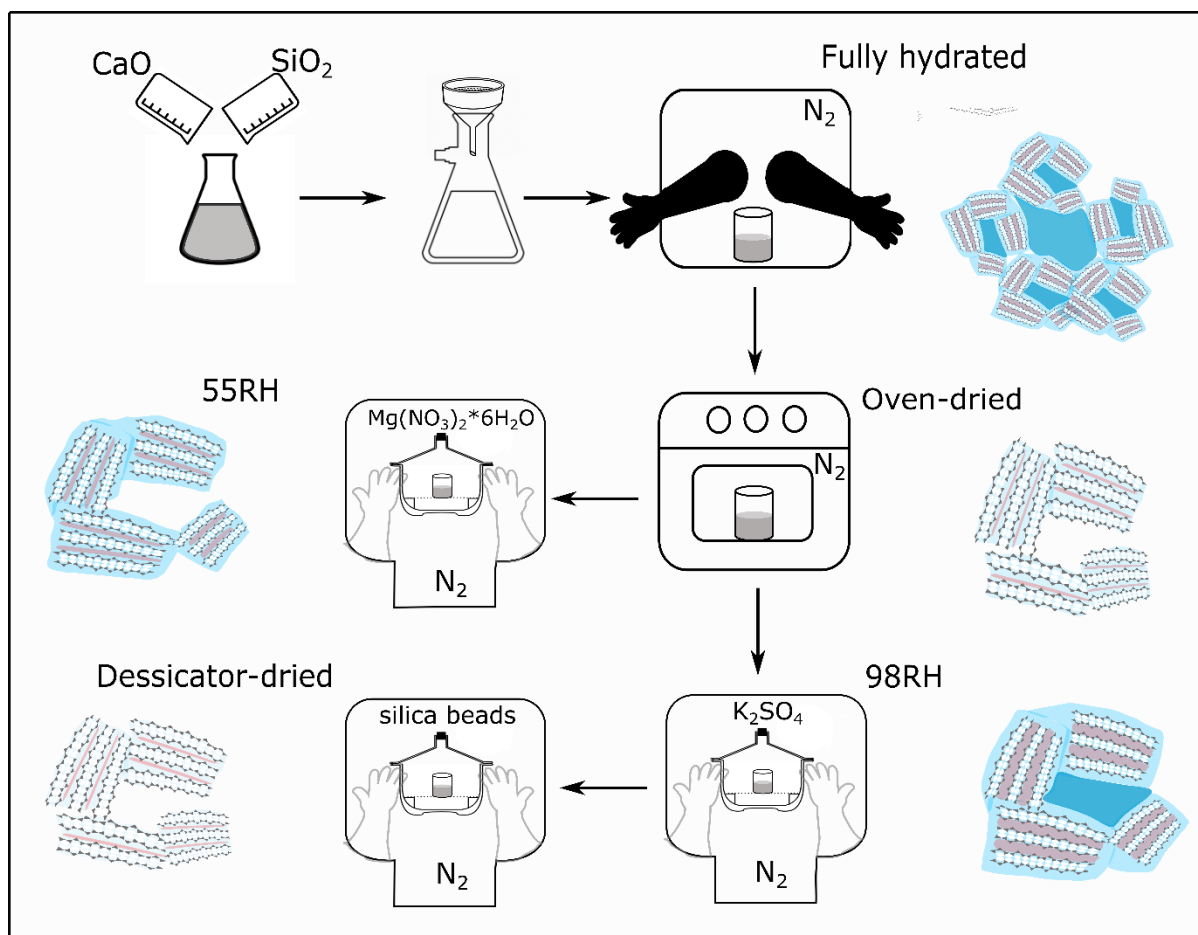 CaO
SiO₂
Fully hydrated
N₂
55RH
Mg(NO₃)₂*6H₂O
N₂
Oven-dried
N₂
Dessicator-dried
silica beads
N₂
K₂SO₄
N₂
98RH